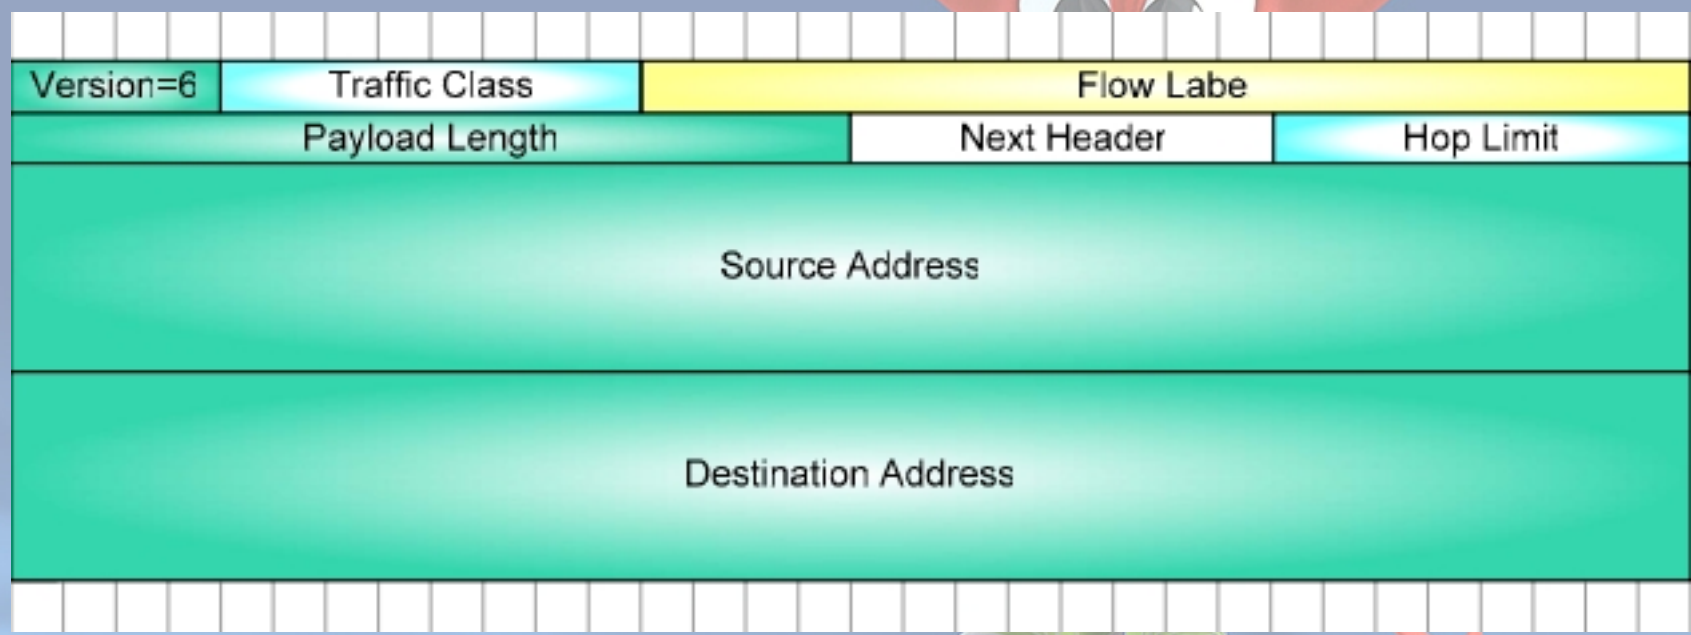 Version=6 Traffic Class Flow Labe
Payload Length Next Header Hop Limit
Source Address
Destination Address